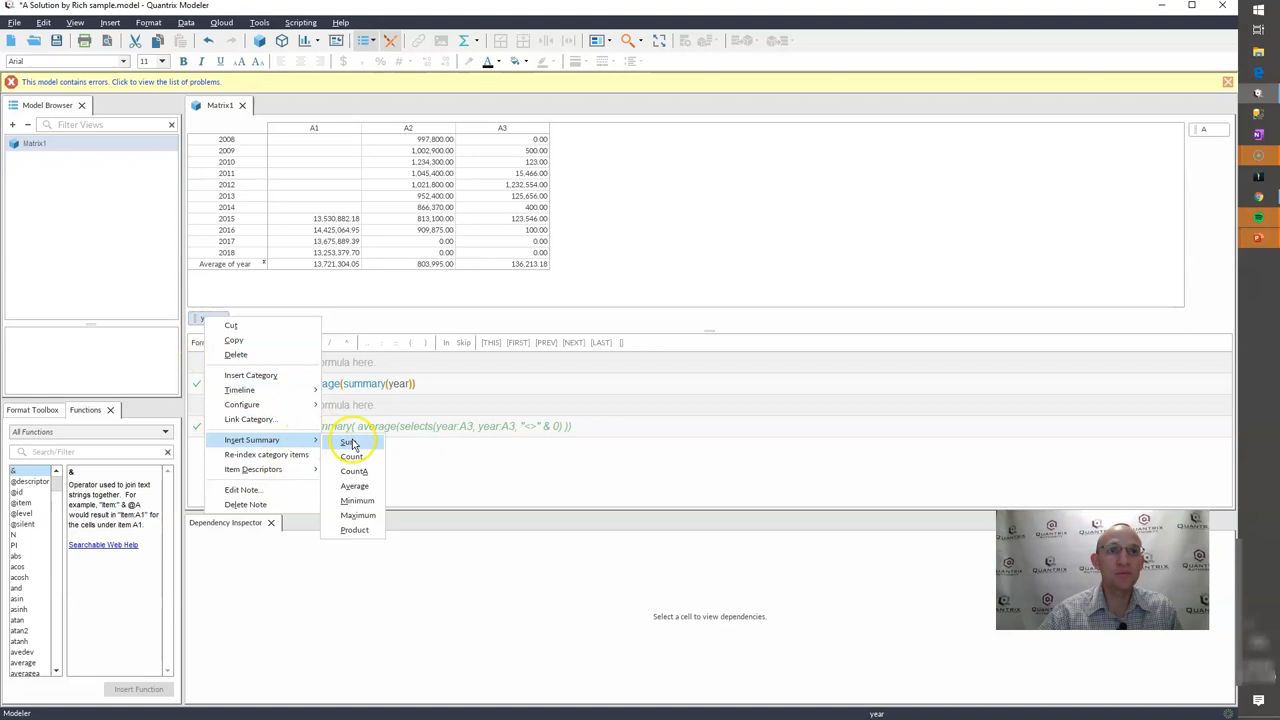 *A Solution by Rich sample.model - Quantrix Modeler
File Edit View Insert Format Data Tools Qloud Scripting Help
Arial 11 B I U
This model contains errors. Click to view the list of problems.
Model Browser
Filter Views
Matrix1
Matrix1
A
A1 A2 A3
2008 997,800.00 0.00
2009 1,002,900.00 500.00
2010 1,234,300.00 123.00
2011 1,045,400.00 15,466.00
2012 1,021,800.00 1,232,554.00
2013 952,400.00 125,656.00
2014 866,370.00 400.00
2015 13,530,882.18 813,100.00 123,546.00
2016 14,425,064.95 909,875.00 100.00
2017 13,675,889.39 0.00 0.00
2018 13,253,379.70 0.00 0.00
Average of year 13,721,304.05 803,995.00 136,213.18
/ ^ .. : :: ( ) In Skip [THIS] [FIRST] [PREV] [NEXT] [LAST] []
ormula here.
age(summary(year))
ormula here.
mmary( average(selects(year:A3, year:A3, "<>" & 0) ))
Cut
Copy
Delete
Insert Category
Timeline
Configure
Link Category...
Insert Summary
Re-index category items
Item Descriptors
Edit Note...
Delete Note
Sum
Count
CountA
Average
Minimum
Maximum
Product
Format Toolbox Functions
All Functions
Search/Filter
&
@descriptor
@id
@item
@level
@silent
N
PI
abs
acos
acosh
and
asin
asinh
atan
atan2
atanh
avedev
average
averagea
&
Operator used to join text
strings together. For
example, "Item:" & @A
would result in "Item:A1" for
the cells under item A1.
Searchable Web Help
Insert Function
Dependency Inspector
Select a cell to view dependencies.
QUANTRIX
AUTHORITY
Modeler
year